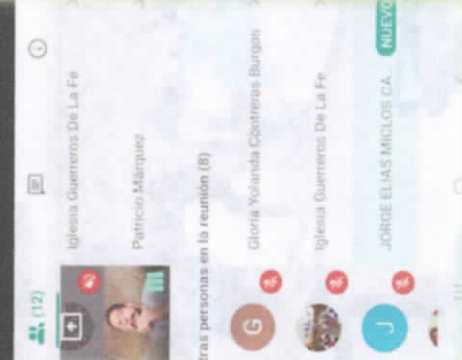 (12)
Iglesia Guerreros De La Fe
Patricio Márquez
tras personas en la reunión (8)
G
Gloria Yolanda Contreras Burgos
Iglesia Guerreros De La Fe
J
JORGE ELIAS MICLOS CA
NUEVO